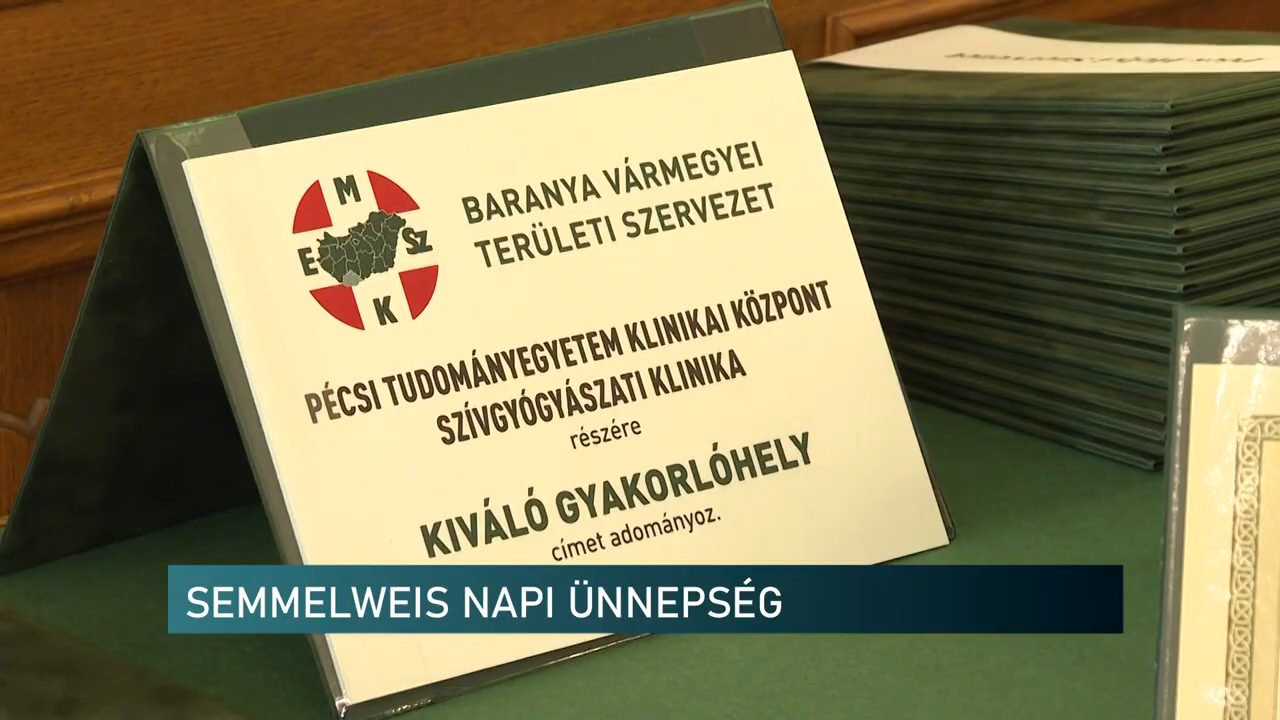 M
E
SZ
K
BARANYA VÁRMEGYEI
TERÜLETI SZERVEZET
PÉCSI TUDOMÁNYEGYETEM KLINIKAI KÖZPONT
SZÍVGYÓGYÁSZATI KLINIKA
részére
KIVÁLÓ GYAKORLÓHELY
címet adományoz.
SEMMELWEIS NAPI ÜNNEPSÉG